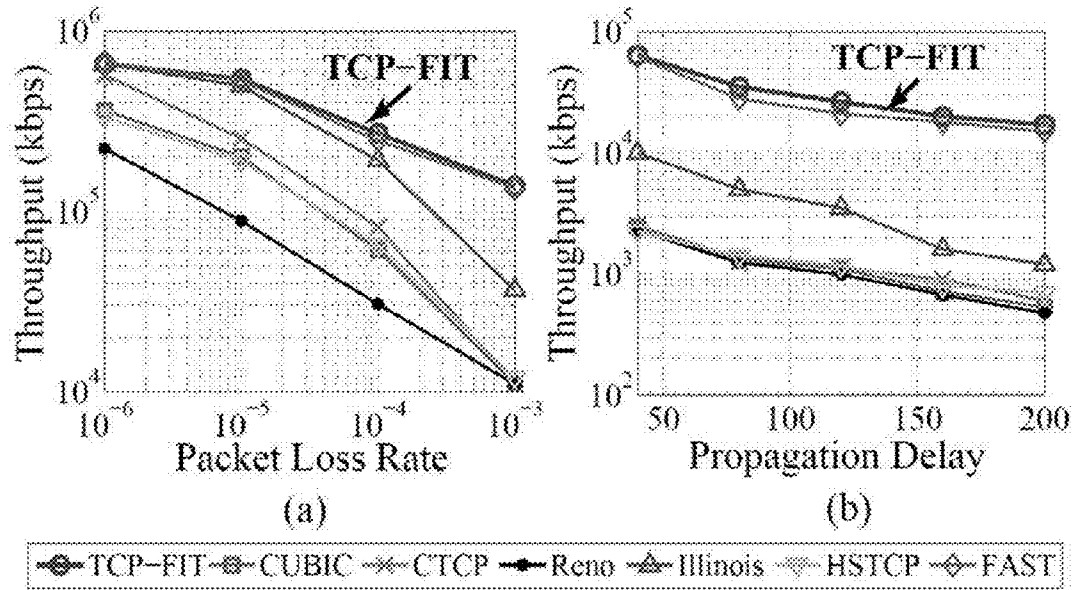 10^6
10^5
10^4
Throughput (kbps)
TCP−FIT
10^−6
10^−5
10^−4
10^−3
Packet Loss Rate
(a)
10^5
10^4
10^3
10^2
Throughput (kbps)
TCP−FIT
50
100
150
200
Propagation Delay
(b)
TCP−FIT CUBIC CTCP Reno Illinois HSTCP FAST